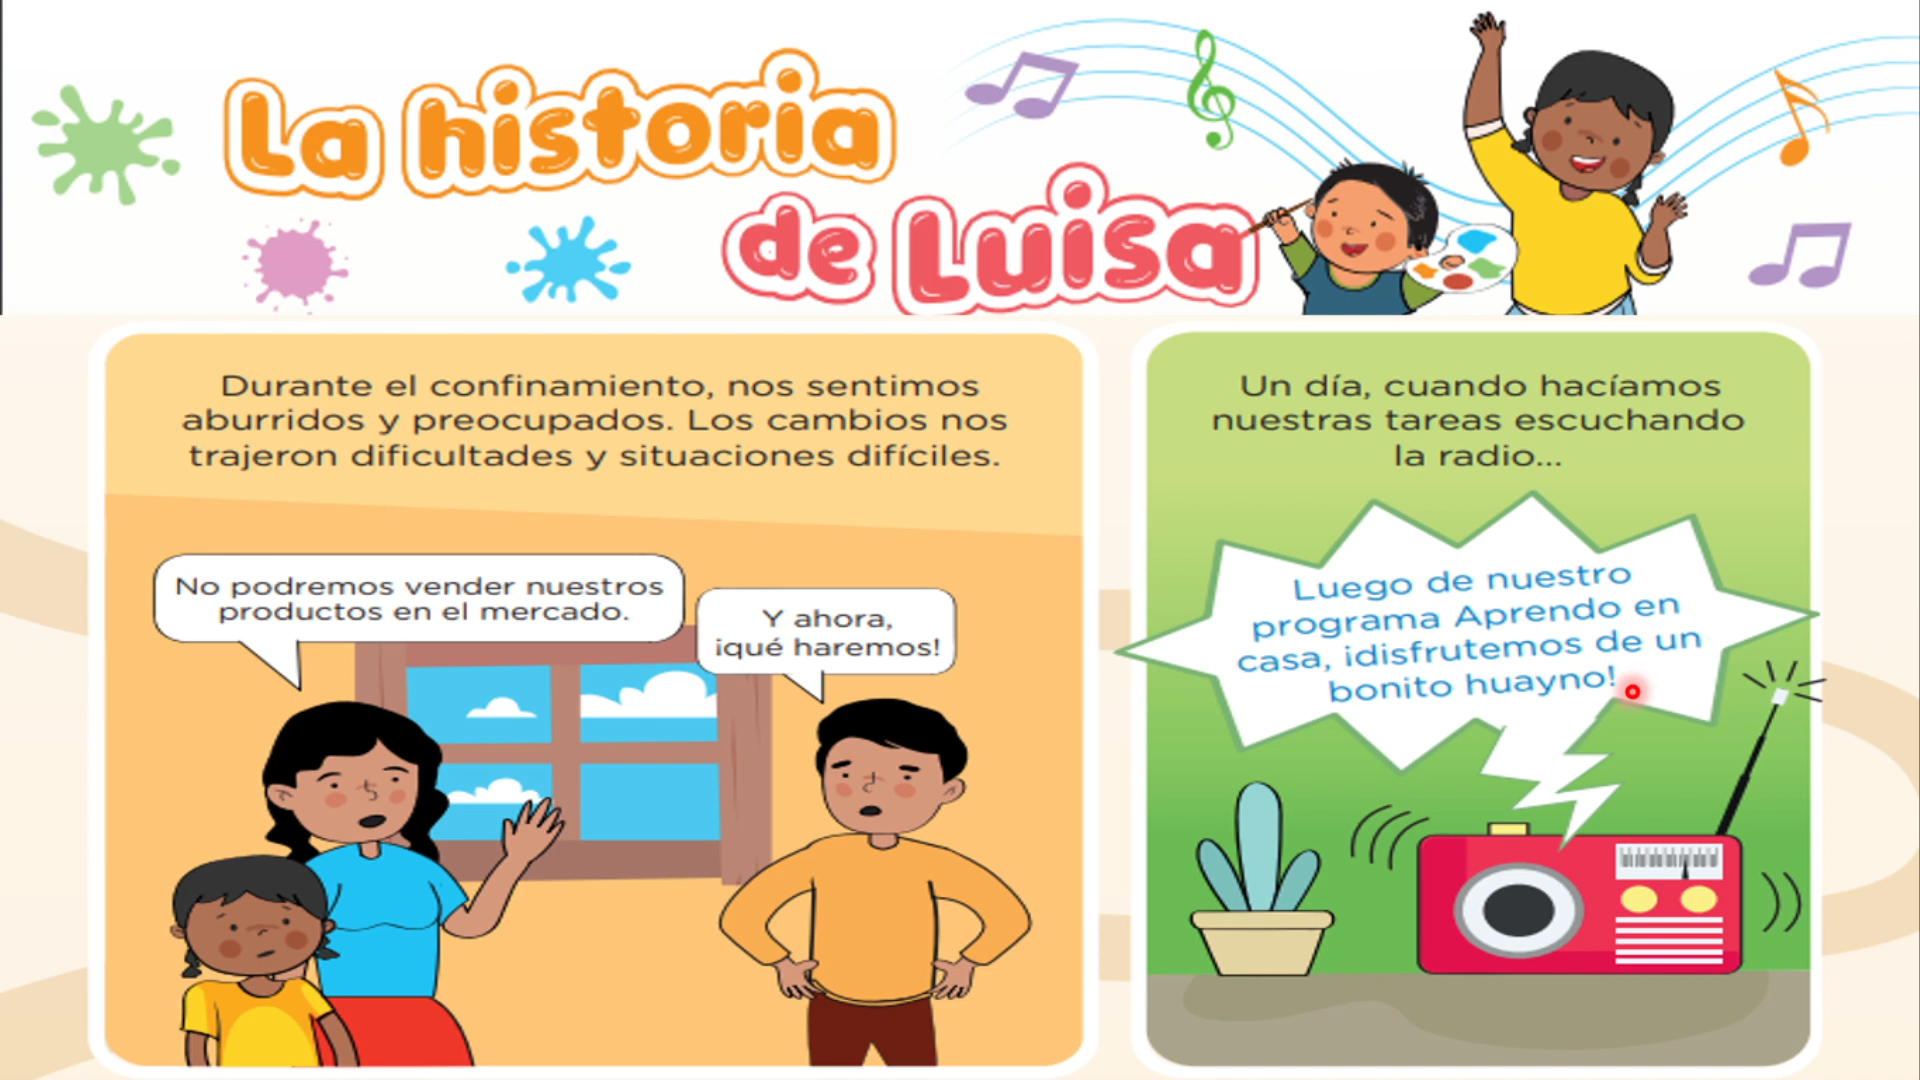 La historia
de Luisa
Durante el confinamiento, nos sentimos
aburridos y preocupados. Los cambios nos
trajeron dificultades y situaciones difíciles.
No podremos vender nuestros
productos en el mercado.
Y ahora,
¡qué haremos!
Un día, cuando hacíamos
nuestras tareas escuchando
la radio...
Luego de nuestro
programa Aprendo en
casa, ¡disfrutemos de un
bonito huayno!